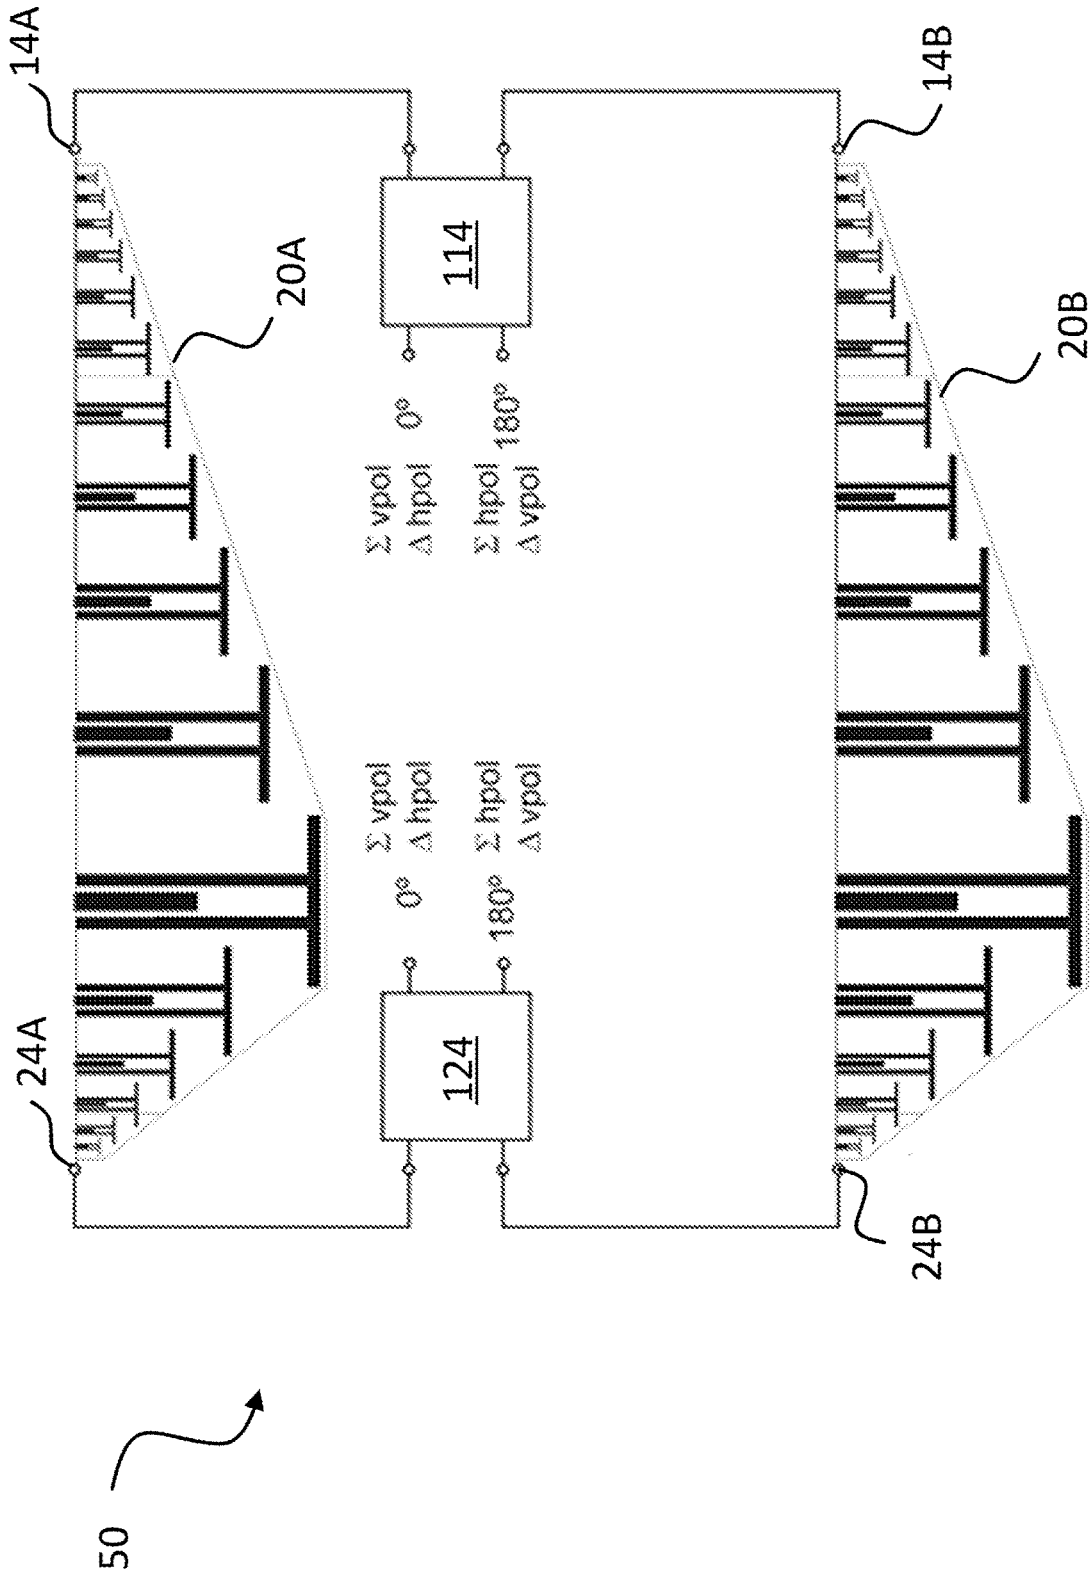 24A
14A
50
20A
Σ vpol
Σ vpol
0°
Δ hpol
Δ hpol
0°
124
114
Σ hpol
Σ hpol
180°
180°
Δ vpol
Δ vpol
24B
14B
20B